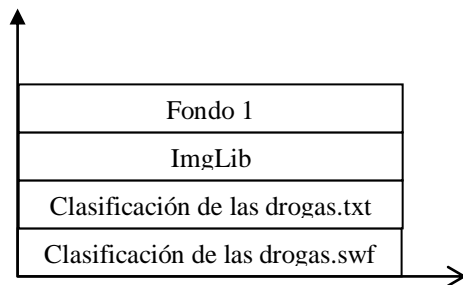 Fondo 1
ImgLib
Clasificación de las drogas.txt
Clasificación de las drogas.swf